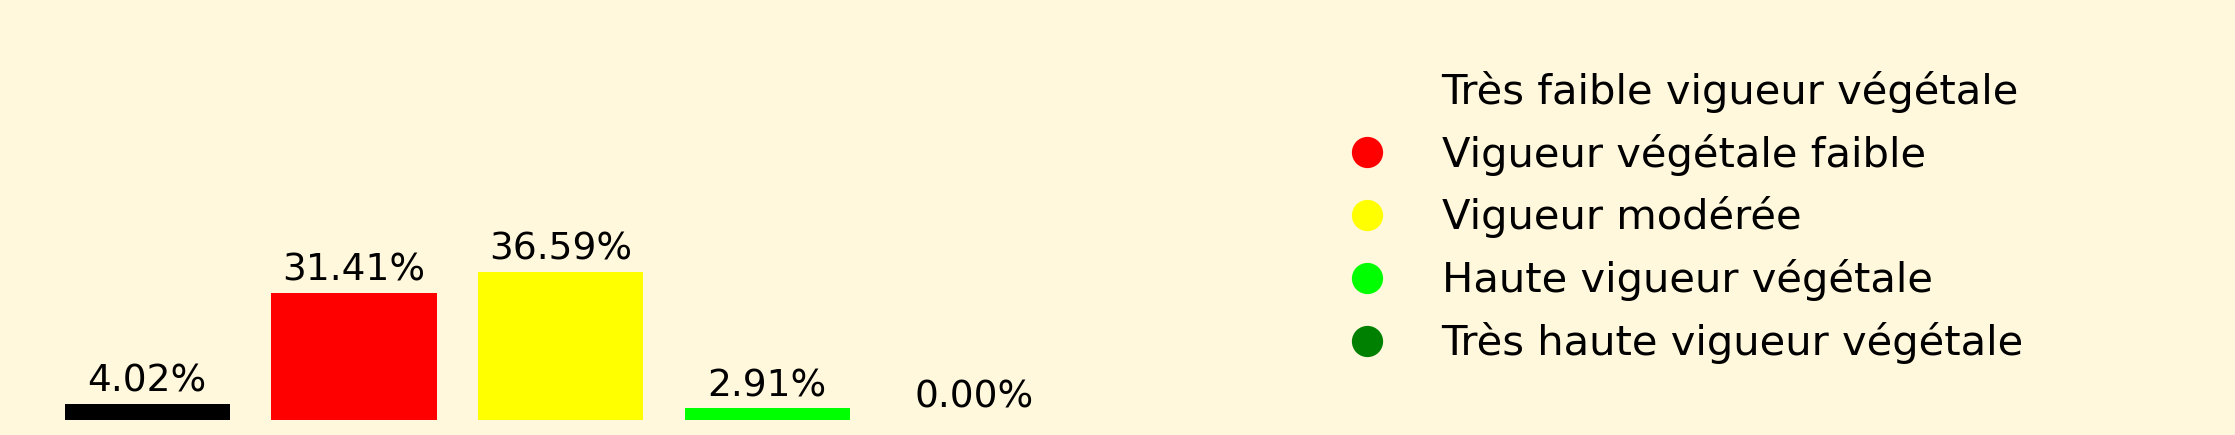 4.02%
31.41%
36.59%
2.91%
0.00%
Très faible vigueur végétale
Vigueur végétale faible
Vigueur modérée
Haute vigueur végétale
Très haute vigueur végétale